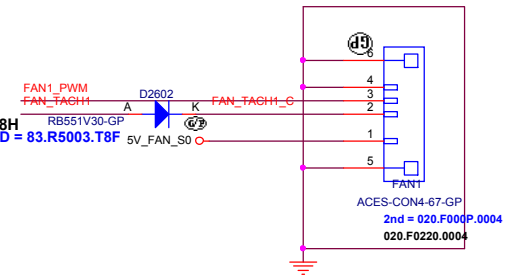 GP
6
FAN1_PWM
4
D2602
3
FAN_TACH1
A
K
FAN_TACH1_C
2
8H
RB551V30-GP
D = 83.R5003.T8F
5V_FAN_S0
1
5
FAN1
ACES-CON4-67-GP
2nd = 020.F000P.0004
020.F0220.0004